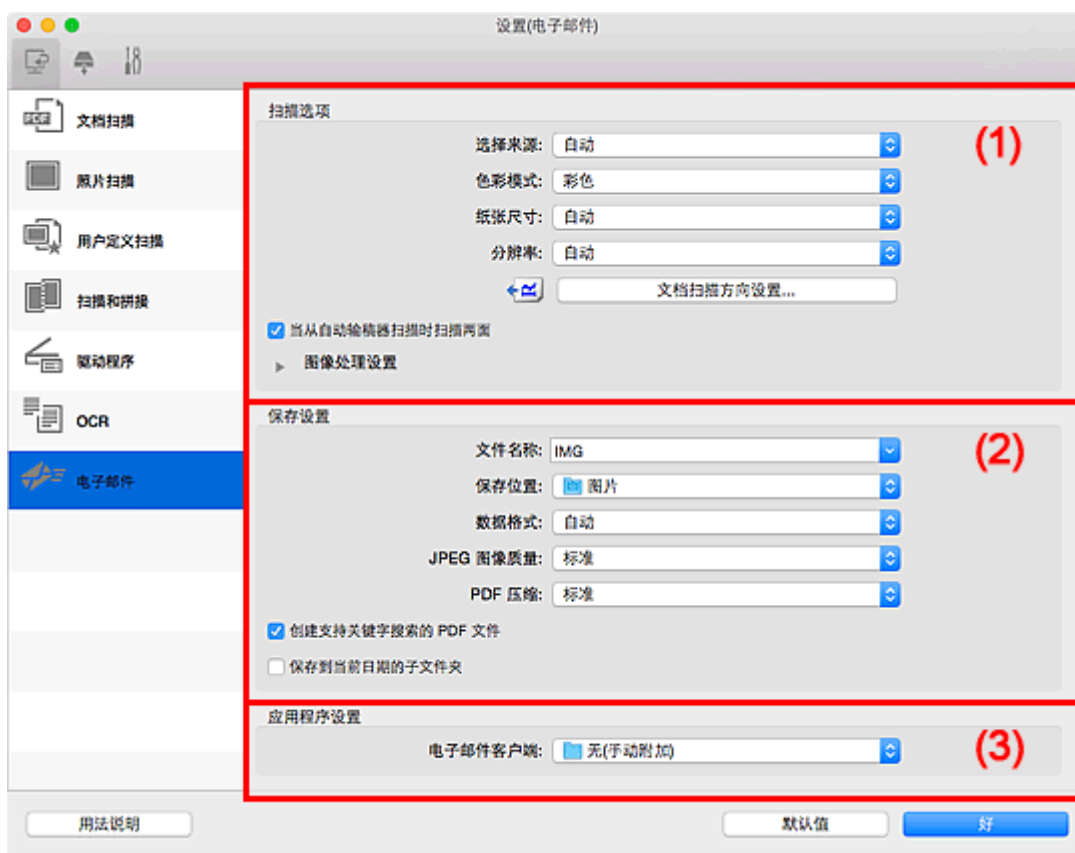 设置(电子邮件)
PDF 文档扫描
照片扫描
用户定义扫描
扫描和拼接
驱动程序
OCR
电子邮件
扫描选项
(1)
选择来源: 自动
色彩模式: 彩色
纸张尺寸: 自动
分辨率: 自动
文档扫描方向设置...
当从自动输稿器扫描时扫描两面
图像处理设置
保存设置
(2)
文件名称: IMG
保存位置: 图片
数据格式: 自动
JPEG 图像质量: 标准
PDF 压缩: 标准
创建支持关键字搜索的 PDF 文件
保存到当前日期的子文件夹
应用程序设置
(3)
电子邮件客户端: 无(手动附加)
用法说明
默认值
好